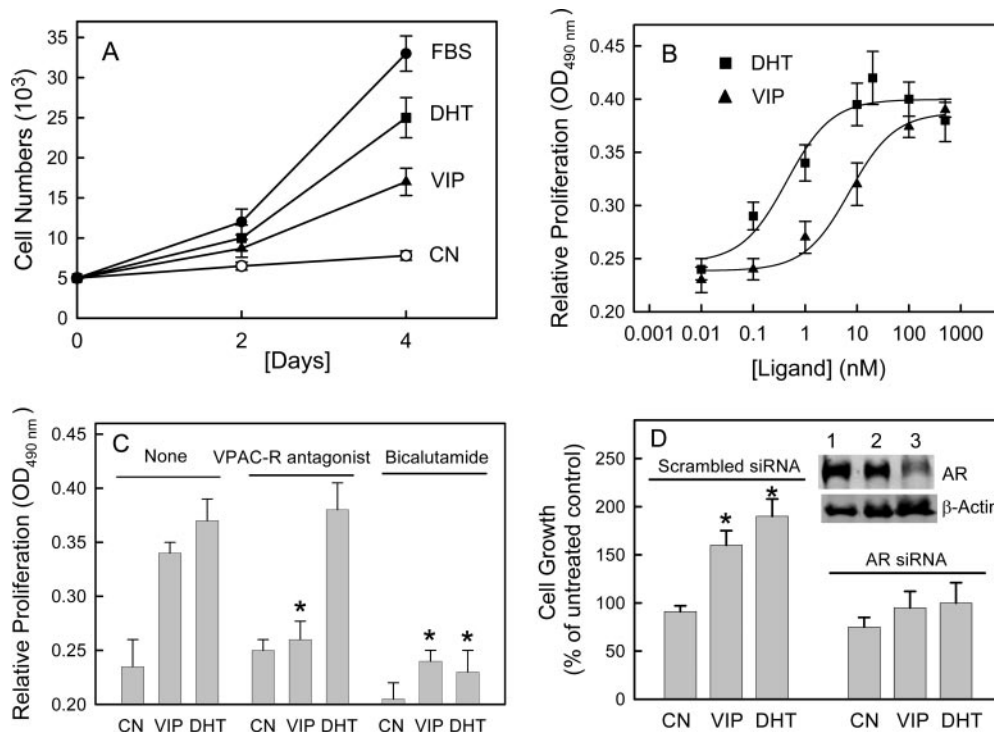 A
Cell Numbers (10³)
35
30
25
20
15
10
5
0 2 4
[Days]
FBS
DHT
VIP
CN
B
Relative Proliferation (OD490 nm)
0.45
0.40
0.35
0.30
0.25
0.20
0.001 0.01 0.1 1 10 100 1000
[Ligand] (nM)
DHT
VIP
C
Relative Proliferation (OD490 nm)
0.45
0.40
0.35
0.30
0.25
0.20
None VPAC-R antagonist Bicalutamide
* * *
CN VIP DHT CN VIP DHT CN VIP DHT
D
Cell Growth
(% of untreated control)
250
200
150
100
50
0
Scrambled siRNA
* *
1 2 3
AR
β-Actin
AR siRNA
CN VIP DHT CN VIP DHT